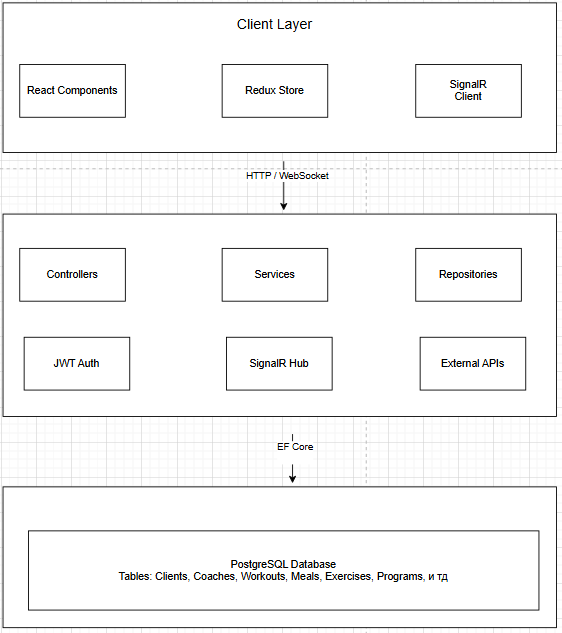 Client Layer
React Components
Redux Store
SignalR
Client
HTTP / WebSocket
Controllers
Services
Repositories
JWT Auth
SignalR Hub
External APIs
EF Core
PostgreSQL Database
Tables: Clients, Coaches, Workouts, Meals, Exercises, Programs, и тд